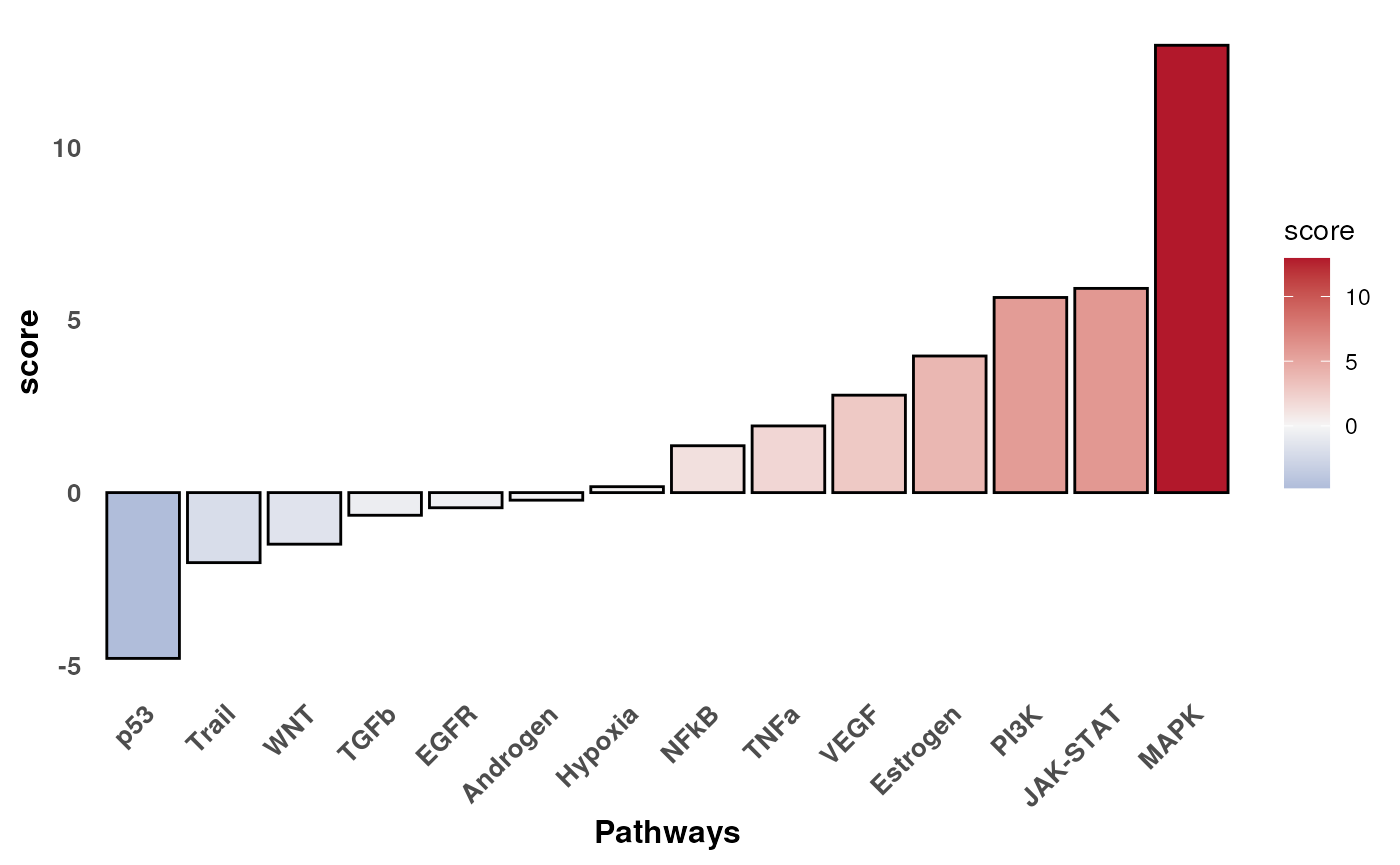 10
5
0
-5
score
p53
Trail
WNT
TGFb
EGFR
Androgen
Hypoxia
NFkB
TNFa
VEGF
Estrogen
PI3K
JAK-STAT
MAPK
Pathways
score
10
5
0